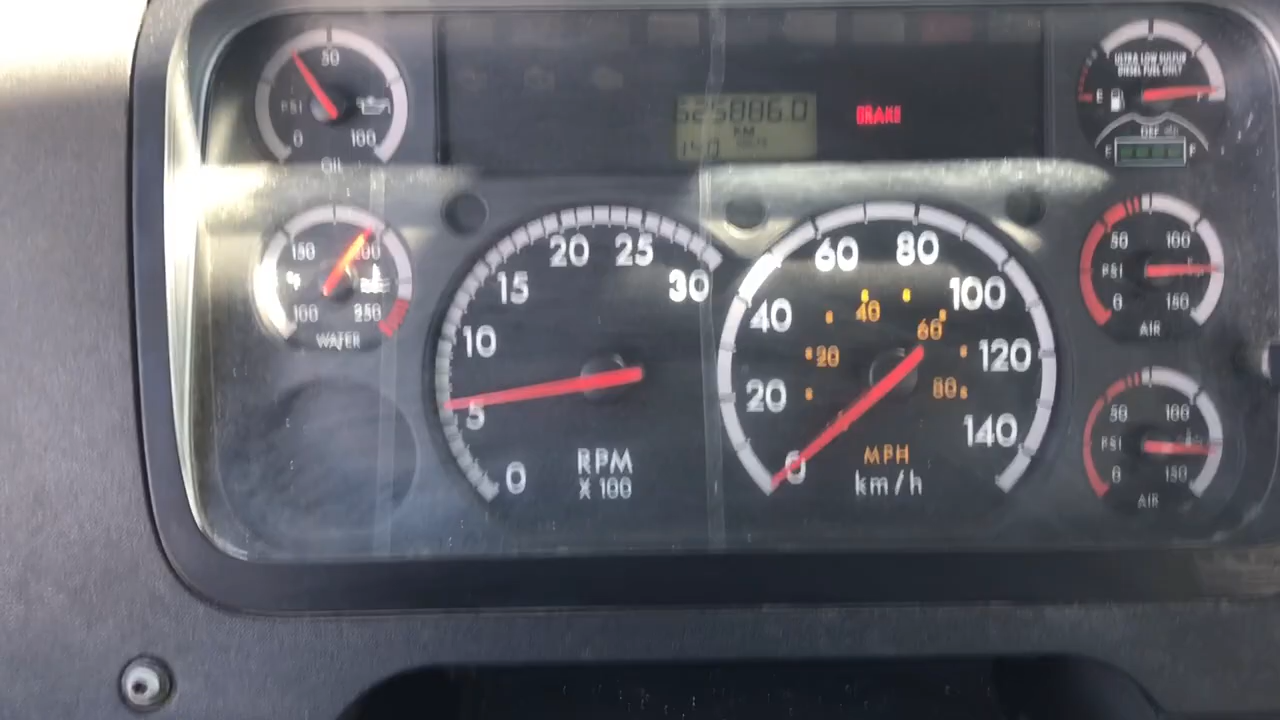 50
PSI
0 100
OIL
150 200
°F
100 250
WATER
0 5 10 15 20 25 30
RPM
X 100
525886.0
KM
BRAKE
0 20 40 60 80 100 120 140
20 40 60 80
MPH
km/h
ULTRA LOW SULFUR
DIESEL FUEL ONLY
E F
DEF
E F
50 100
PSI
0 150
AIR
50 100
PSI
0 150
AIR